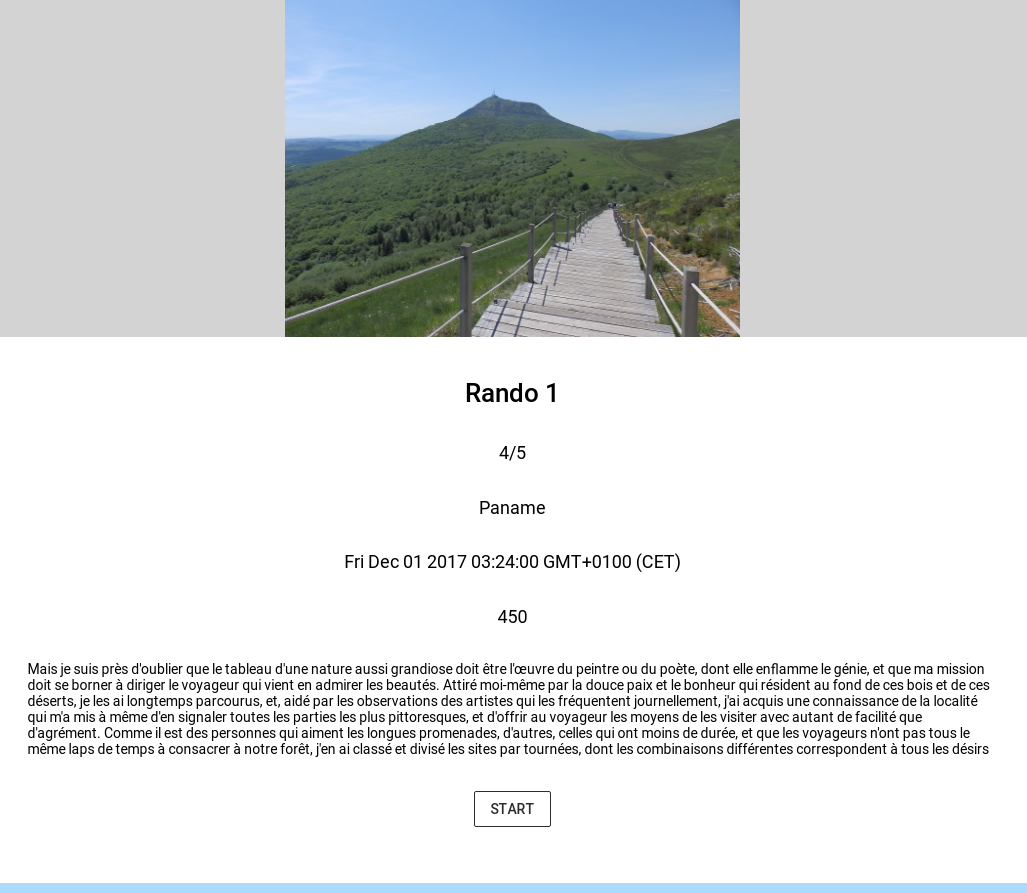 Rando 1
4/5
Paname
Fri Dec 01 2017 03:24:00 GMT+0100 (CET)
450
Mais je suis près d'oublier que le tableau d'une nature aussi grandiose doit être l'œuvre du peintre ou du poète, dont elle enflamme le génie, et que ma mission
doit se borner à diriger le voyageur qui vient en admirer les beautés. Attiré moi-même par la douce paix et le bonheur qui résident au fond de ces bois et de ces
déserts, je les ai longtemps parcourus, et, aidé par les observations des artistes qui les fréquentent journellement, j'ai acquis une connaissance de la localité
qui m'a mis à même d'en signaler toutes les parties les plus pittoresques, et d'offrir au voyageur les moyens de les visiter avec autant de facilité que
d'agrément. Comme il est des personnes qui aiment les longues promenades, d'autres, celles qui ont moins de durée, et que les voyageurs n'ont pas tous le
même laps de temps à consacrer à notre forêt, j'en ai classé et divisé les sites par tournées, dont les combinaisons différentes correspondent à tous les désirs
START